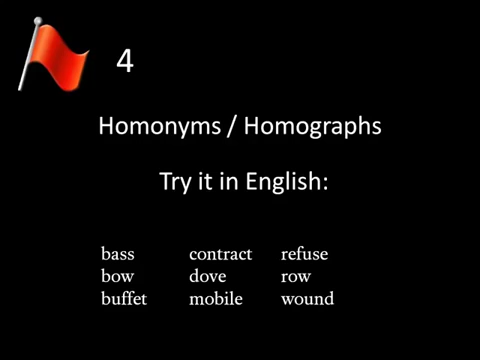 4
Homonyms / Homographs
Try it in English:
bass contract refuse
bow dove row
buffet mobile wound